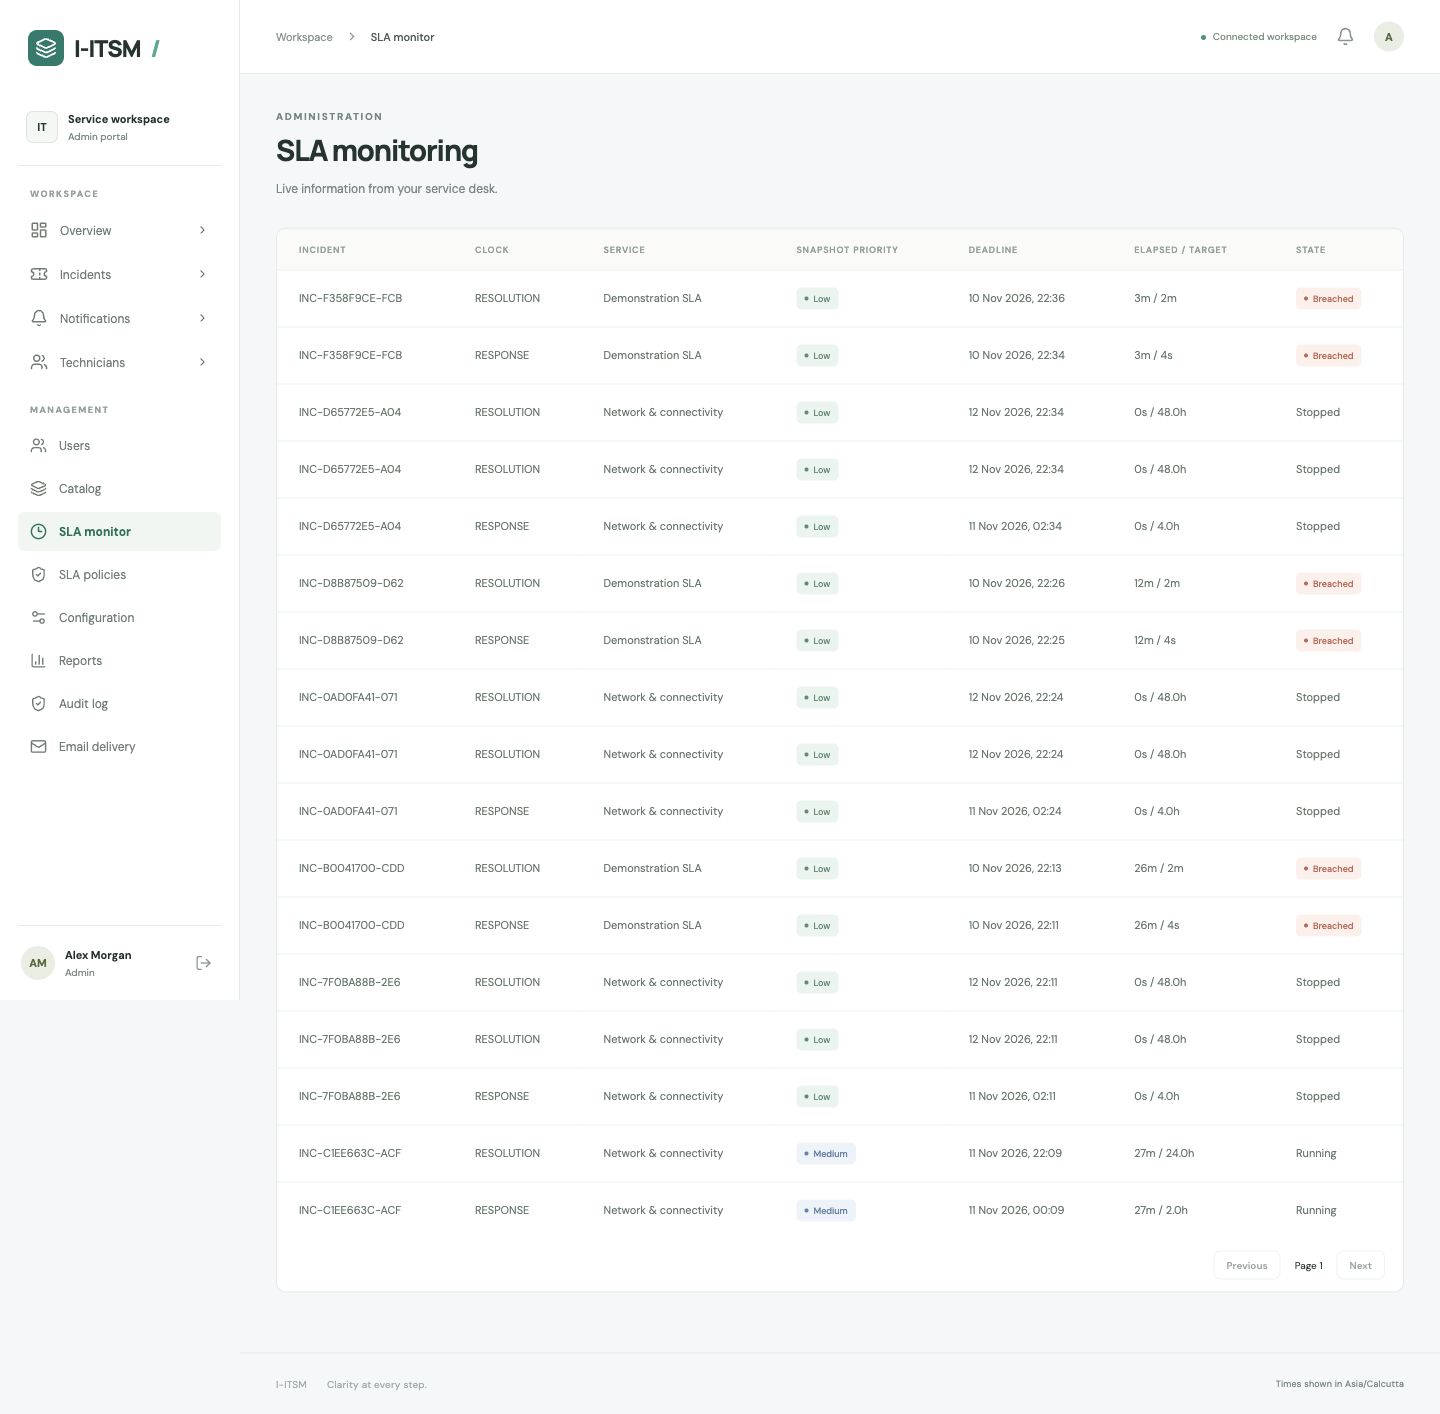 I-ITSM /
IT
Service workspace
Admin portal
WORKSPACE
Overview
Incidents
Notifications
Technicians
MANAGEMENT
Users
Catalog
SLA monitor
SLA policies
Configuration
Reports
Audit log
Email delivery
AM
Alex Morgan
Admin
Workspace > SLA monitor
Connected workspace
A
ADMINISTRATION
SLA monitoring
Live information from your service desk.
INCIDENT CLOCK SERVICE SNAPSHOT PRIORITY DEADLINE ELAPSED / TARGET STATE
INC-F358F9CE-FCB RESOLUTION Demonstration SLA Low 10 Nov 2026, 22:36 3m / 2m Breached
INC-F358F9CE-FCB RESPONSE Demonstration SLA Low 10 Nov 2026, 22:34 3m / 4s Breached
INC-D65772E5-A04 RESOLUTION Network & connectivity Low 12 Nov 2026, 22:34 0s / 48.0h Stopped
INC-D65772E5-A04 RESOLUTION Network & connectivity Low 12 Nov 2026, 22:34 0s / 48.0h Stopped
INC-D65772E5-A04 RESPONSE Network & connectivity Low 11 Nov 2026, 02:34 0s / 4.0h Stopped
INC-D8B87509-D62 RESOLUTION Demonstration SLA Low 10 Nov 2026, 22:26 12m / 2m Breached
INC-D8B87509-D62 RESPONSE Demonstration SLA Low 10 Nov 2026, 22:25 12m / 4s Breached
INC-0AD0FA41-071 RESOLUTION Network & connectivity Low 12 Nov 2026, 22:24 0s / 48.0h Stopped
INC-0AD0FA41-071 RESOLUTION Network & connectivity Low 12 Nov 2026, 22:24 0s / 48.0h Stopped
INC-0AD0FA41-071 RESPONSE Network & connectivity Low 11 Nov 2026, 02:24 0s / 4.0h Stopped
INC-B0041700-CDD RESOLUTION Demonstration SLA Low 10 Nov 2026, 22:13 26m / 2m Breached
INC-B0041700-CDD RESPONSE Demonstration SLA Low 10 Nov 2026, 22:11 26m / 4s Breached
INC-7F0BA88B-2E6 RESOLUTION Network & connectivity Low 12 Nov 2026, 22:11 0s / 48.0h Stopped
INC-7F0BA88B-2E6 RESOLUTION Network & connectivity Low 12 Nov 2026, 22:11 0s / 48.0h Stopped
INC-7F0BA88B-2E6 RESPONSE Network & connectivity Low 11 Nov 2026, 02:11 0s / 4.0h Stopped
INC-C1EE663C-ACF RESOLUTION Network & connectivity Medium 11 Nov 2026, 22:09 27m / 24.0h Running
INC-C1EE663C-ACF RESPONSE Network & connectivity Medium 11 Nov 2026, 00:09 27m / 2.0h Running
Previous Page 1 Next
I-ITSM Clarity at every step.
Times shown in Asia/Calcutta